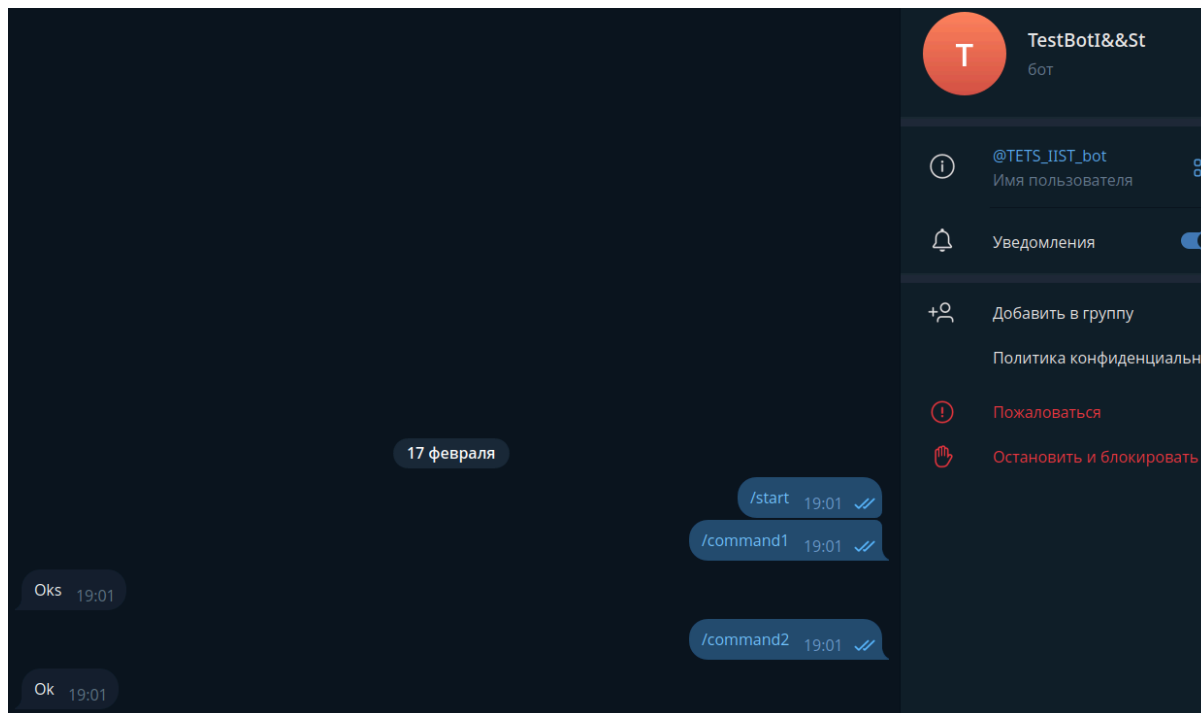 TestBotI&&St
бот
@TETS_IIST_bot
Имя пользователя
Уведомления
Добавить в группу
Политика конфиденциальн
Пожаловаться
Остановить и блокировать
17 февраля
/start 19:01
/command1 19:01
Oks 19:01
/command2 19:01
Ok 19:01
T